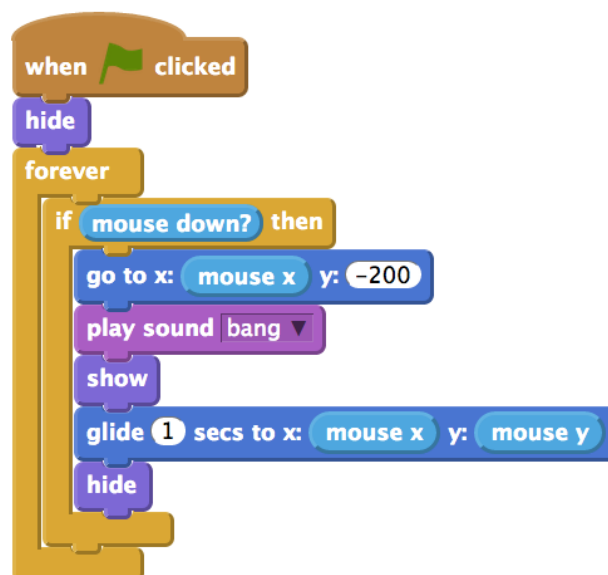 when clicked
hide
forever
if mouse down? then
go to x: mouse x y: -200
play sound bang
show
glide 1 secs to x: mouse x y: mouse y
hide